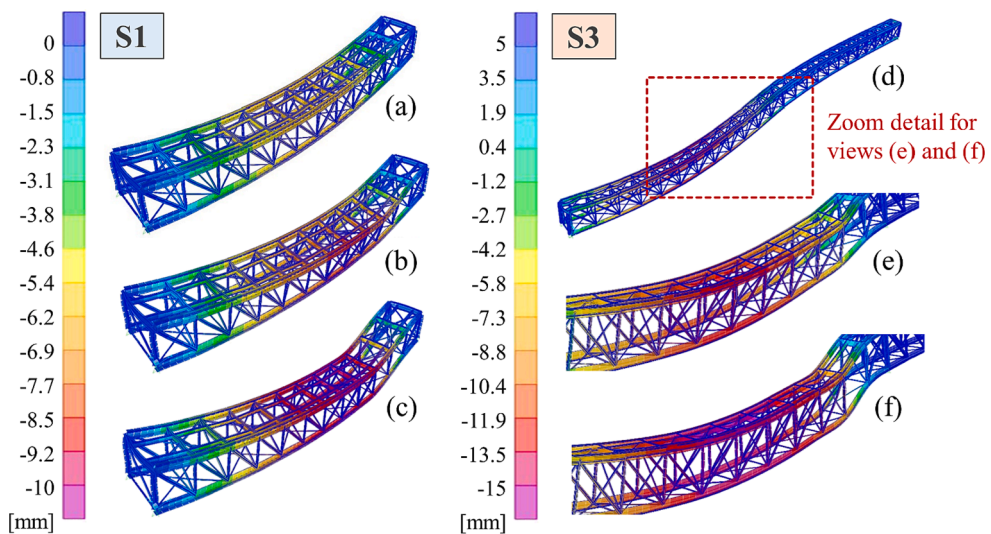 S1
0
-0.8
-1.5
-2.3
-3.1
-3.8
-4.6
-5.4
-6.2
-6.9
-7.7
-8.5
-9.2
-10
[mm]
(a)
(b)
(c)
S3
5
3.5
1.9
0.4
-1.2
-2.7
-4.2
-5.8
-7.3
-8.8
-10.4
-11.9
-13.5
-15
[mm]
(d)
Zoom detail for
views (e) and (f)
(e)
(f)